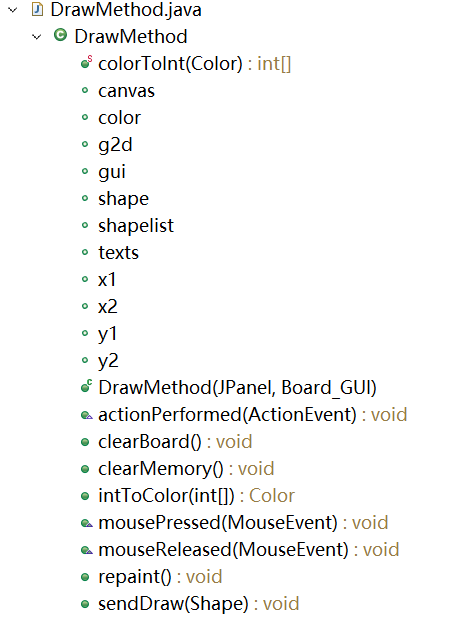 DrawMethod.java
DrawMethod
colorToInt(Color) : int[]
canvas
color
g2d
gui
shape
shapelist
texts
x1
x2
y1
y2
DrawMethod(JPanel, Board_GUI)
actionPerformed(ActionEvent) : void
clearBoard() : void
clearMemory() : void
intToColor(int[]) : Color
mousePressed(MouseEvent) : void
mouseReleased(MouseEvent) : void
repaint() : void
sendDraw(Shape) : void